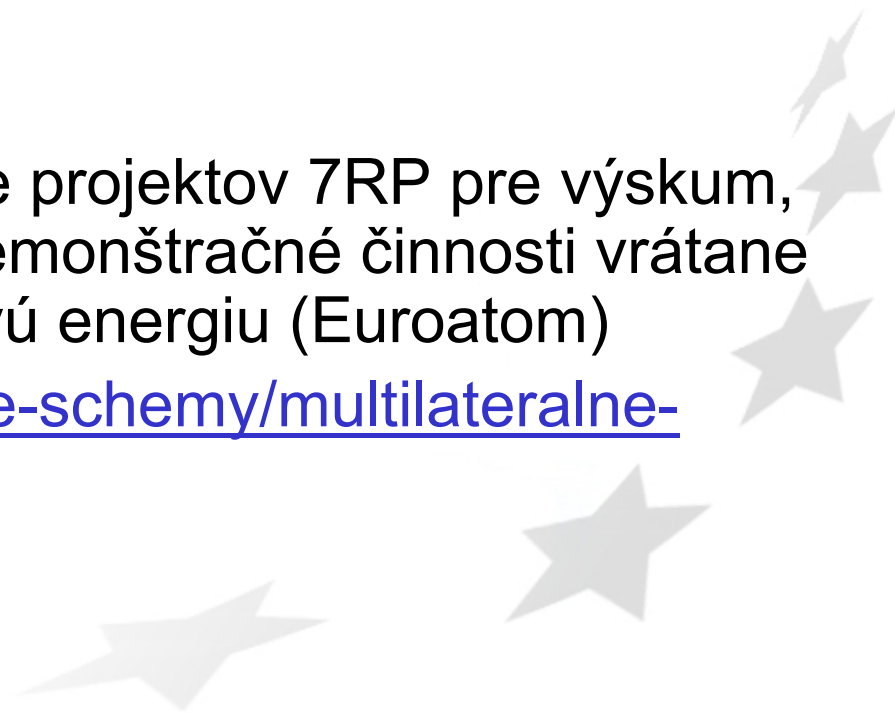 e projektov 7RP pre výskum,
emonštračné činnosti vrátane
vú energiu (Euroatom)
e-schemy/multilateralne-